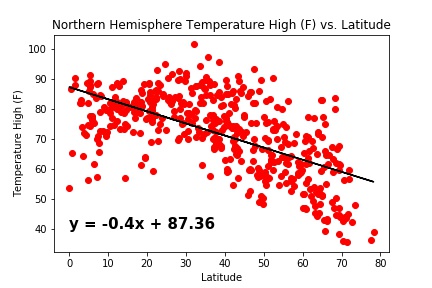 Northern Hemisphere Temperature High (F) vs. Latitude
Temperature High (F)
100
90
80
70
60
50
40
y = -0.4x + 87.36
0 10 20 30 40 50 60 70 80
Latitude